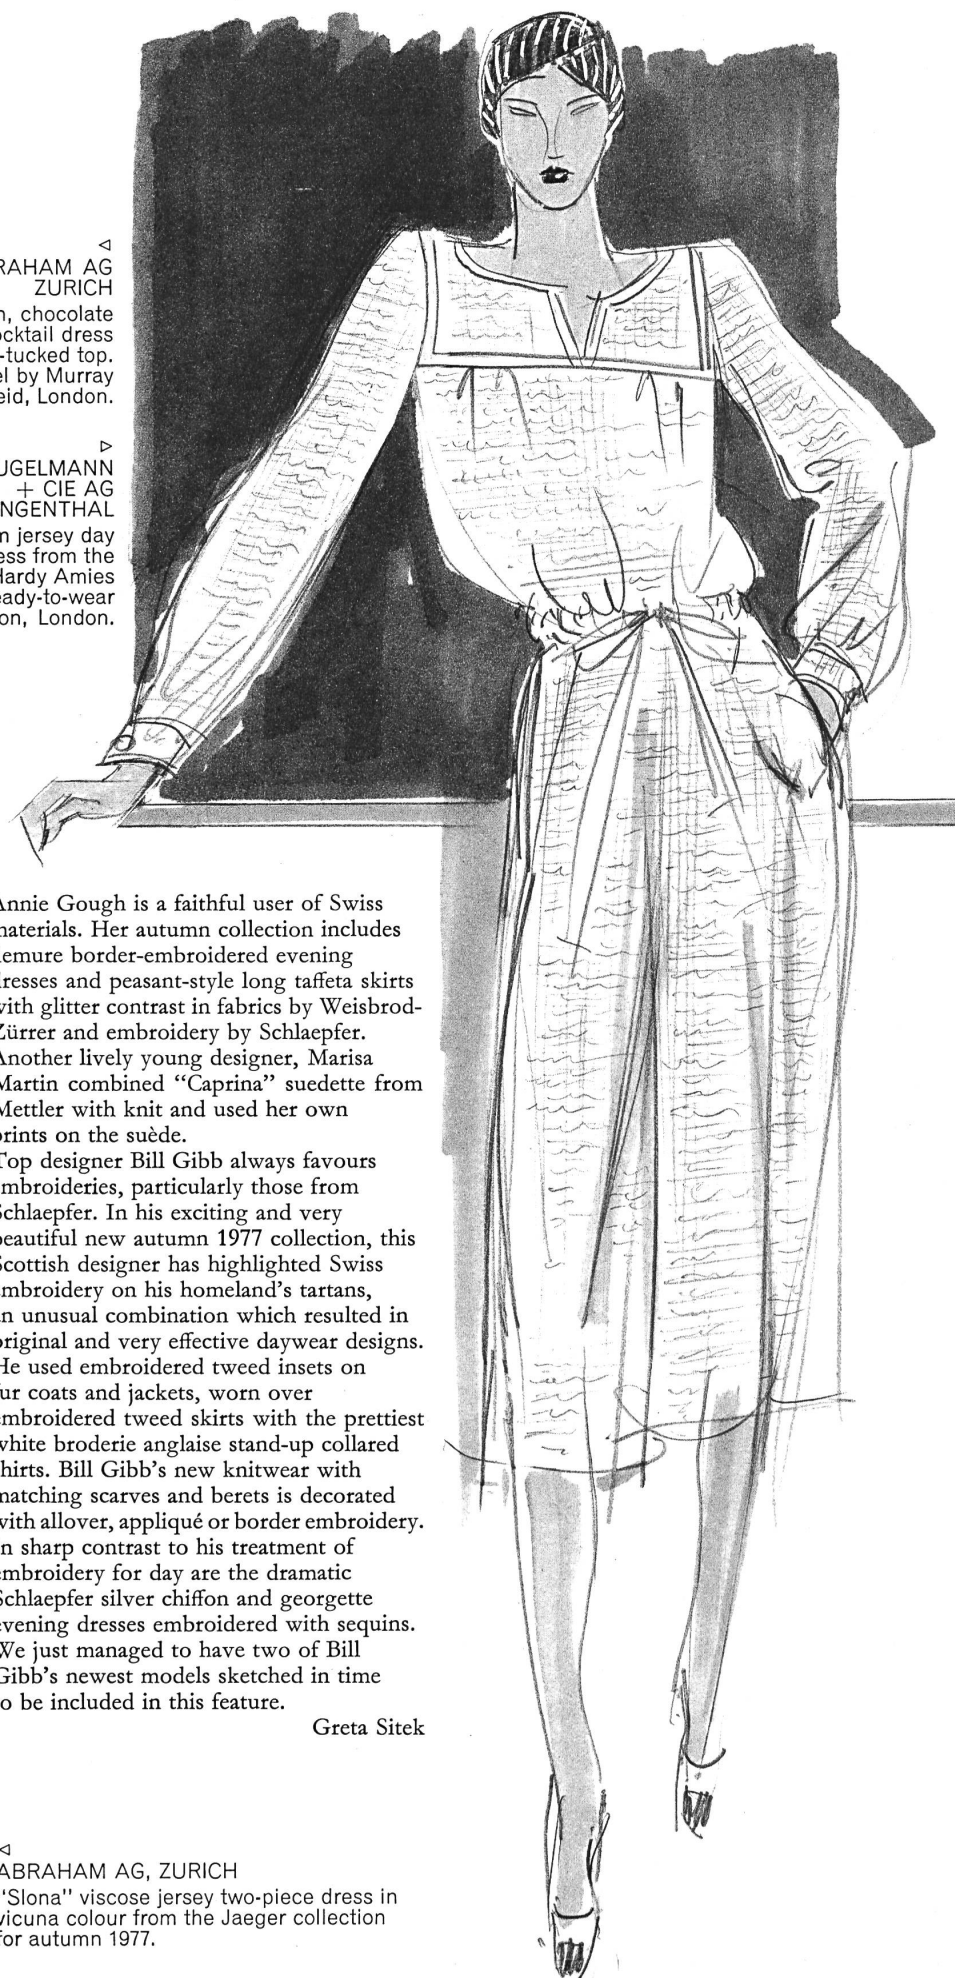 RAHAM AG
ZURICH
n, chocolate
ocktail dress
-tucked top.
el by Murray
eid, London.
UGELMANN
+ CIE AG
NGENTHAL
n jersey day
ess from the
Hardy Amies
eady-to-wear
on, London.
Annie Gough is a faithful user of Swiss
materials. Her autumn collection includes
demure border-embroidered evening
dresses and peasant-style long taffeta skirts
with glitter contrast in fabrics by Weisbrod-
Zürrer and embroidery by Schlaepfer.
Another lively young designer, Marisa
Martin combined “Caprina” suedette from
Mettler with knit and used her own
prints on the suède.
Top designer Bill Gibb always favours
embroideries, particularly those from
Schlaepfer. In his exciting and very
beautiful new autumn 1977 collection, this
Scottish designer has highlighted Swiss
embroidery on his homeland’s tartans,
an unusual combination which resulted in
original and very effective daywear designs.
He used embroidered tweed insets on
fur coats and jackets, worn over
embroidered tweed skirts with the prettiest
white broderie anglaise stand-up collared
shirts. Bill Gibb’s new knitwear with
matching scarves and berets is decorated
with allover, appliqué or border embroidery.
In sharp contrast to his treatment of
embroidery for day are the dramatic
Schlaepfer silver chiffon and georgette
evening dresses embroidered with sequins.
We just managed to have two of Bill
Gibb’s newest models sketched in time
to be included in this feature.
Greta Sitek
ABRAHAM AG, ZURICH
"Slona" viscose jersey two-piece dress in
vicuna colour from the Jaeger collection
for autumn 1977.